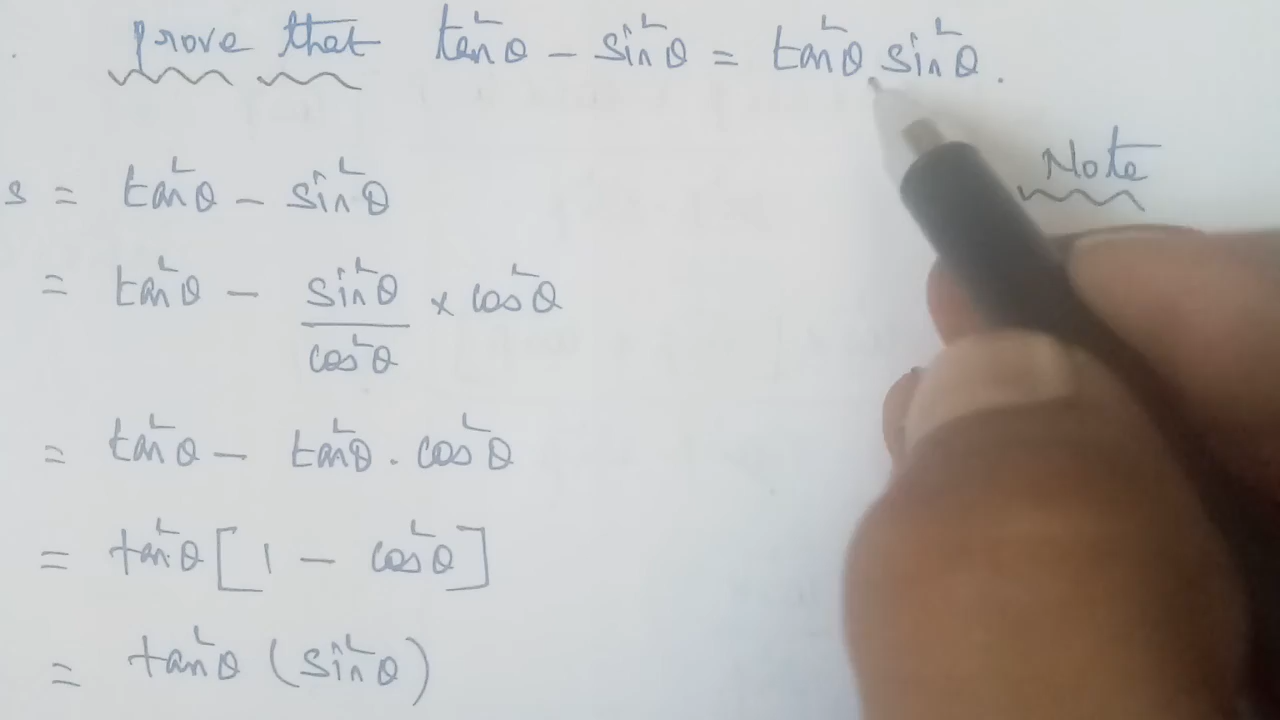 prove that tan²θ - sin²θ = tan²θ sin²θ.
Note
s = tan²θ - sin²θ
= tan²θ - sin²θ/cos²θ × cos²θ
= tan²θ - tan²θ . cos²θ
= tan²θ [1 - cos²θ]
= tan²θ (sin²θ)